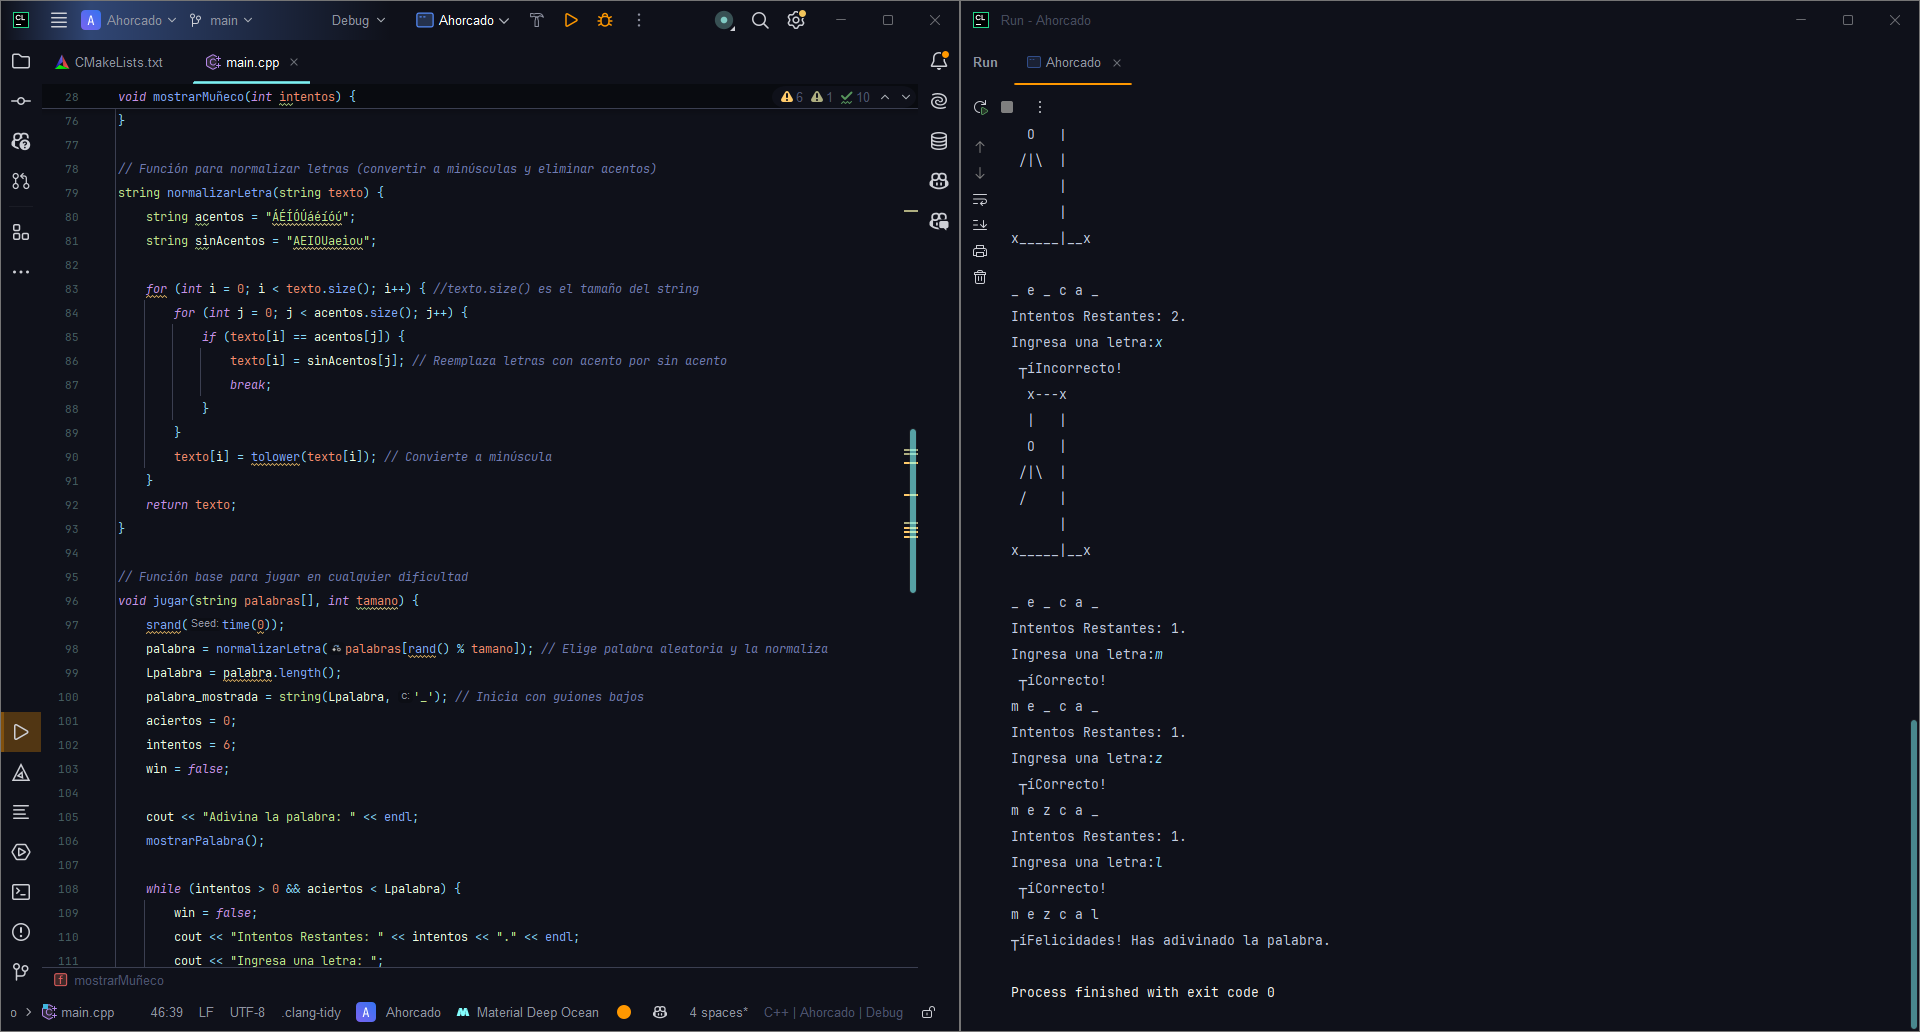 Ahorcado
main
Debug
Ahorcado
CMakeLists.txt
main.cpp
28 void mostrarMuñeco(int intentos) {
6 1 10
76 }
77
78 // Función para normalizar letras (convertir a minúsculas y eliminar acentos)
79 string normalizarLetra(string texto) {
80 string acentos = "ÁÉÍÓÚáéíóú";
81 string sinAcentos = "AEIOUaeiou";
82
83 for (int i = 0; i < texto.size(); i++) { //texto.size() es el tamaño del string
84 for (int j = 0; j < acentos.size(); j++) {
85 if (texto[i] == acentos[j]) {
86 texto[i] = sinAcentos[j]; // Reemplaza letras con acento por sin acento
87 break;
88 }
89 }
90 texto[i] = tolower(texto[i]); // Convierte a minúscula
91 }
92 return texto;
93 }
94
95 // Función base para jugar en cualquier dificultad
96 void jugar(string palabras[], int tamano) {
97 srand( Seed: time(0));
98 palabra = normalizarLetra( palabras[rand() % tamano]); // Elige palabra aleatoria y la normaliza
99 Lpalabra = palabra.length();
100 palabra_mostrada = string(Lpalabra, c: '_'); // Inicia con guiones bajos
101 aciertos = 0;
102 intentos = 6;
103 win = false;
104
105 cout << "Adivina la palabra: " << endl;
106 mostrarPalabra();
107
108 while (intentos > 0 && aciertos < Lpalabra) {
109 win = false;
110 cout << "Intentos Restantes: " << intentos << "." << endl;
111 cout << "Ingresa una letra: ";
mostrarMuñeco
o > main.cpp 46:39 LF UTF-8 .clang-tidy A Ahorcado Material Deep Ocean 4 spaces* C++ | Ahorcado | Debug
Run - Ahorcado
Run Ahorcado
O |
/|\ |
|
|
x_____|__x
_ e _ c a _
Intentos Restantes: 2.
Ingresa una letra:x
┬íIncorrecto!
x---x
| |
O |
/|\ |
/ |
|
x_____|__x
_ e _ c a _
Intentos Restantes: 1.
Ingresa una letra:m
┬íCorrecto!
m e _ c a _
Intentos Restantes: 1.
Ingresa una letra:z
┬íCorrecto!
m e z c a _
Intentos Restantes: 1.
Ingresa una letra:l
┬íCorrecto!
m e z c a l
┬íFelicidades! Has adivinado la palabra.
Process finished with exit code 0